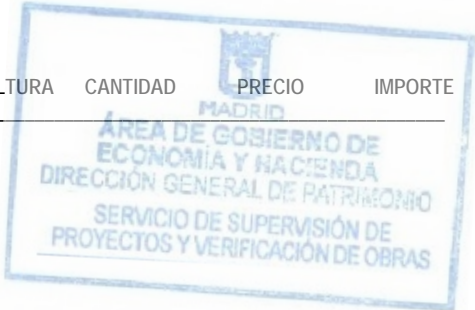 LTURA CANTIDAD PRECIO IMPORTE
MADRID
ÁREA DE GOBIERNO DE
ECONOMÍA Y HACIENDA
DIRECCIÓN GENERAL DE PATRIMONIO
SERVICIO DE SUPERVISIÓN DE
PROYECTOS Y VERIFICACIÓN DE OBRAS